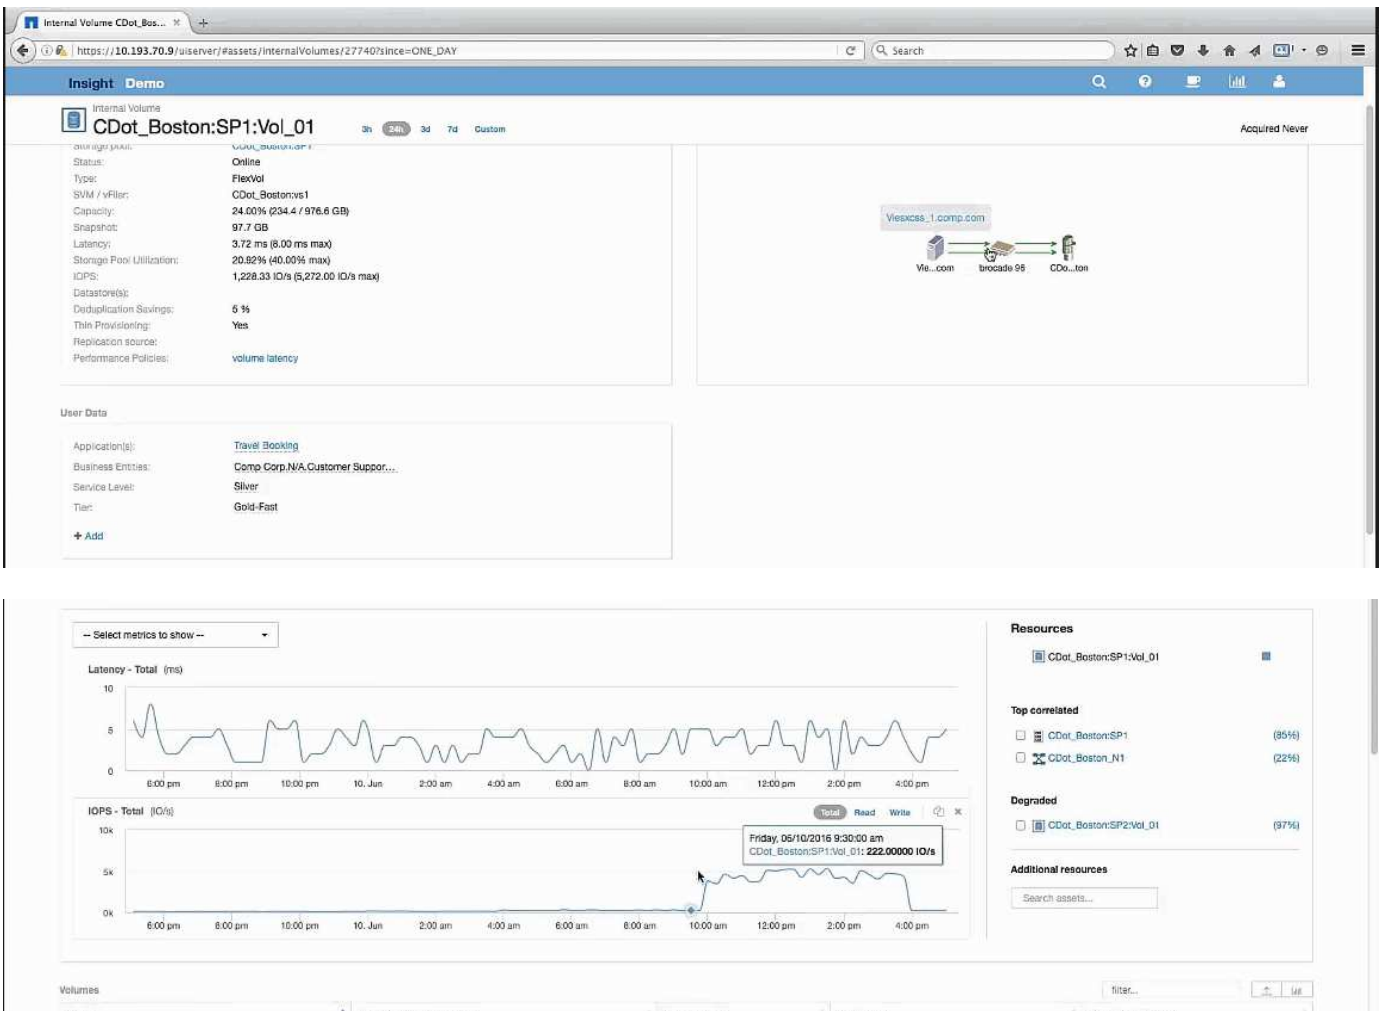 Internal Volume CDot_Bos... × +
https://10.193.70.9/uiserver/#assets/internalVolumes/27740?since=ONE_DAY
Search
Insight Demo
Internal Volume
CDot_Boston:SP1:Vol_01 3h 24h 3d 7d Custom Acquired Never
Storage pool: CDot_Boston:SP1
Status: Online
Type: FlexVol
SVM / vFiler: CDot_Boston:vs1
Capacity: 24.00% (234.4 / 976.6 GB)
Snapshot: 97.7 GB
Latency: 3.72 ms (8.00 ms max)
Storage Pool Utilization: 20.92% (40.00% max)
IOPS: 1,228.33 IO/s (5,272.00 IO/s max)
Datastore(s):
Deduplication Savings: 5 %
Thin Provisioning: Yes
Replication source:
Performance Policies: volume latency
Viesxcss_1.comp.com
Vie...com brocade 96 CDo...ton
User Data
Application(s): Travel Booking
Business Entities: Comp Corp.N/A.Customer Suppor...
Service Level: Silver
Tier: Gold-Fast
+ Add
-- Select metrics to show --
Latency - Total (ms)
10
5
0
6:00 pm 8:00 pm 10:00 pm 10. Jun 2:00 am 4:00 am 6:00 am 8:00 am 10:00 am 12:00 pm 2:00 pm 4:00 pm
IOPS - Total (IO/s) Total Read Write ×
10k
5k
0k
Friday, 06/10/2016 9:30:00 am
CDot_Boston:SP1:Vol_01: 222.00000 IO/s
6:00 pm 8:00 pm 10:00 pm 10. Jun 2:00 am 4:00 am 6:00 am 8:00 am 10:00 am 12:00 pm 2:00 pm 4:00 pm
Resources
CDot_Boston:SP1:Vol_01
Top correlated
CDot_Boston:SP1 (85%)
CDot_Boston_N1 (22%)
Degraded
CDot_Boston:SP2:Vol_01 (97%)
Additional resources
Search assets...
Volumes filter...